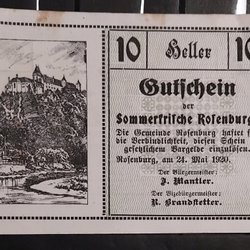 10 Heller 10
Gutschein
der
Sommerfrische Rosenburg
Die Gemeinde Rosenburg haftet f
die Verbindlichkeit, diesen Schein
gesetzlichem Bargelde einzulösen.
Rosenburg, am 24. Mai 1920.
Der Bürgermeister:
J. Mantler.
Der Vizebürgermeister:
R. Brandstetter.